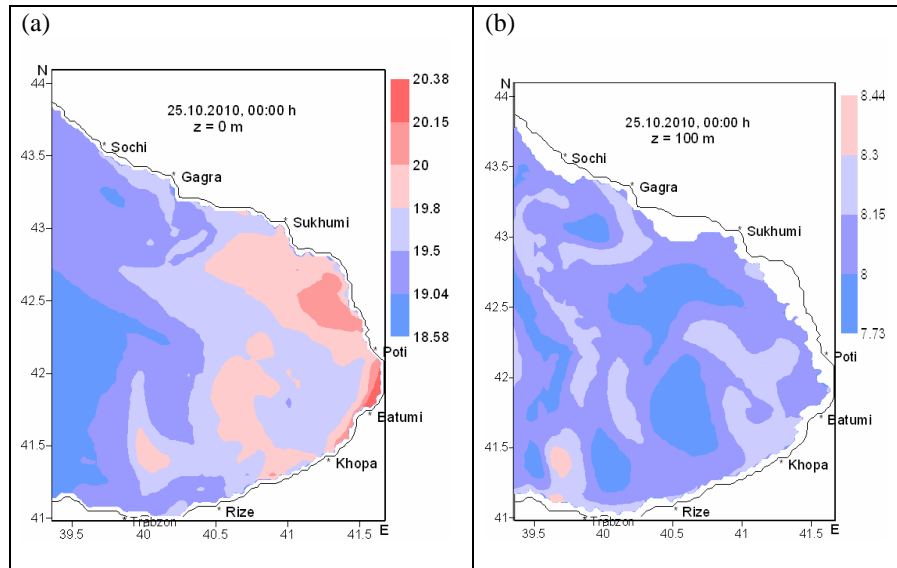 (a)
N
44
25.10.2010, 00:00 h
z = 0 m
20.38
20.15
20
19.8
19.5
19.04
18.58
Sochi
43.5
Gagra
43
Sukhumi
42.5
Poti
42
Batumi
41.5
Khopa
Rize
Trabzon
41
39.5
40
40.5
41
41.5
E
(b)
N
44
25.10.2010, 00:00 h
z = 100 m
8.44
8.3
8.15
8
7.73
Sochi
43.5
Gagra
43
Sukhumi
42.5
Poti
42
Batumi
41.5
Khopa
Rize
Trabzon
41
39.5
40
40.5
41
41.5
E